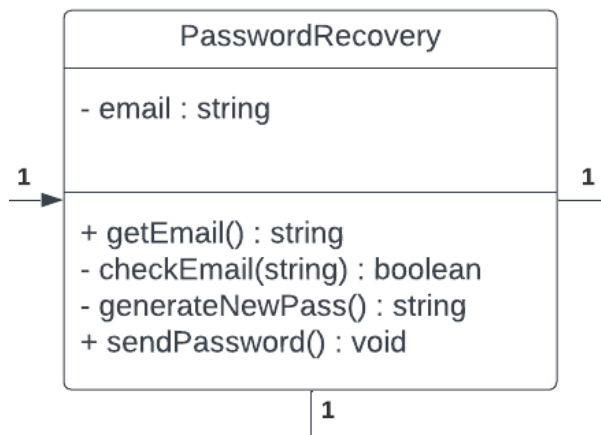 PasswordRecovery
- email : string
1
1
+ getEmail() : string
- checkEmail(string) : boolean
- generateNewPass() : string
+ sendPassword() : void
1